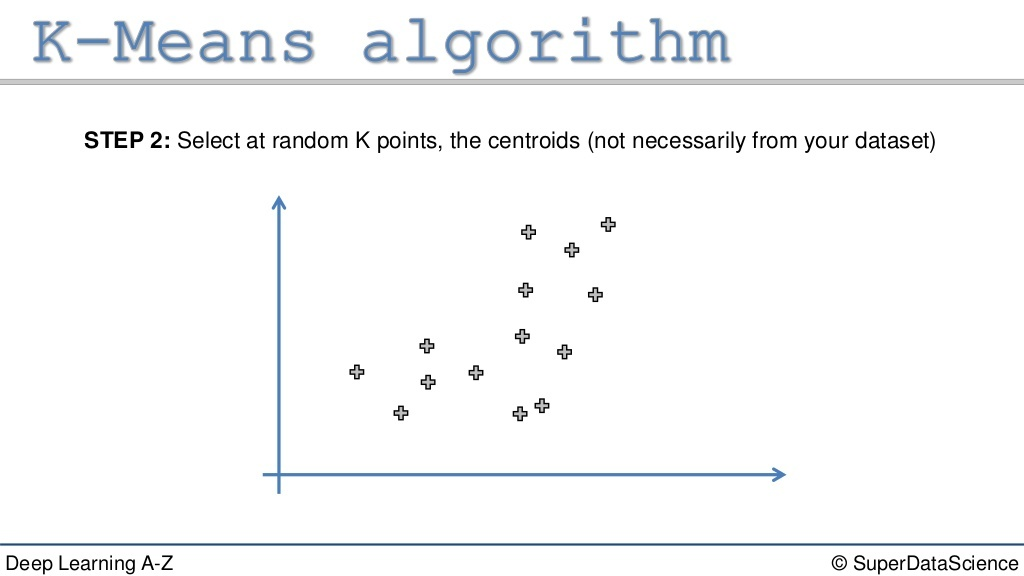 K-Means algorithm
STEP 2: Select at random K points, the centroids (not necessarily from your dataset)
Deep Learning A-Z
© SuperDataScience